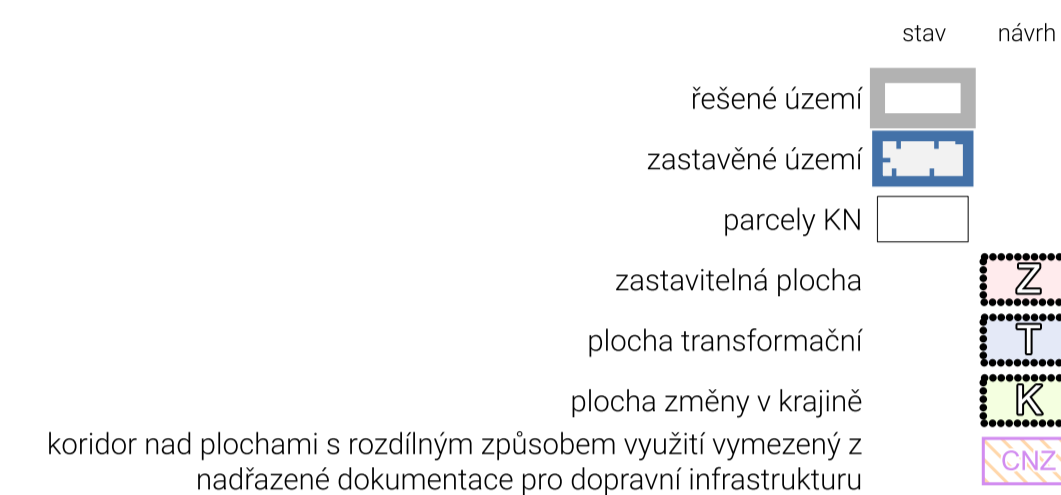 stav návrh
řešené území
zastavěné území
parcely KN
zastavitelná plocha Z
plocha transformační T
plocha změny v krajině K
koridor nad plochami s rozdílným způsobem využití vymezený z
nadřazené dokumentace pro dopravní infrastrukturu CNZ